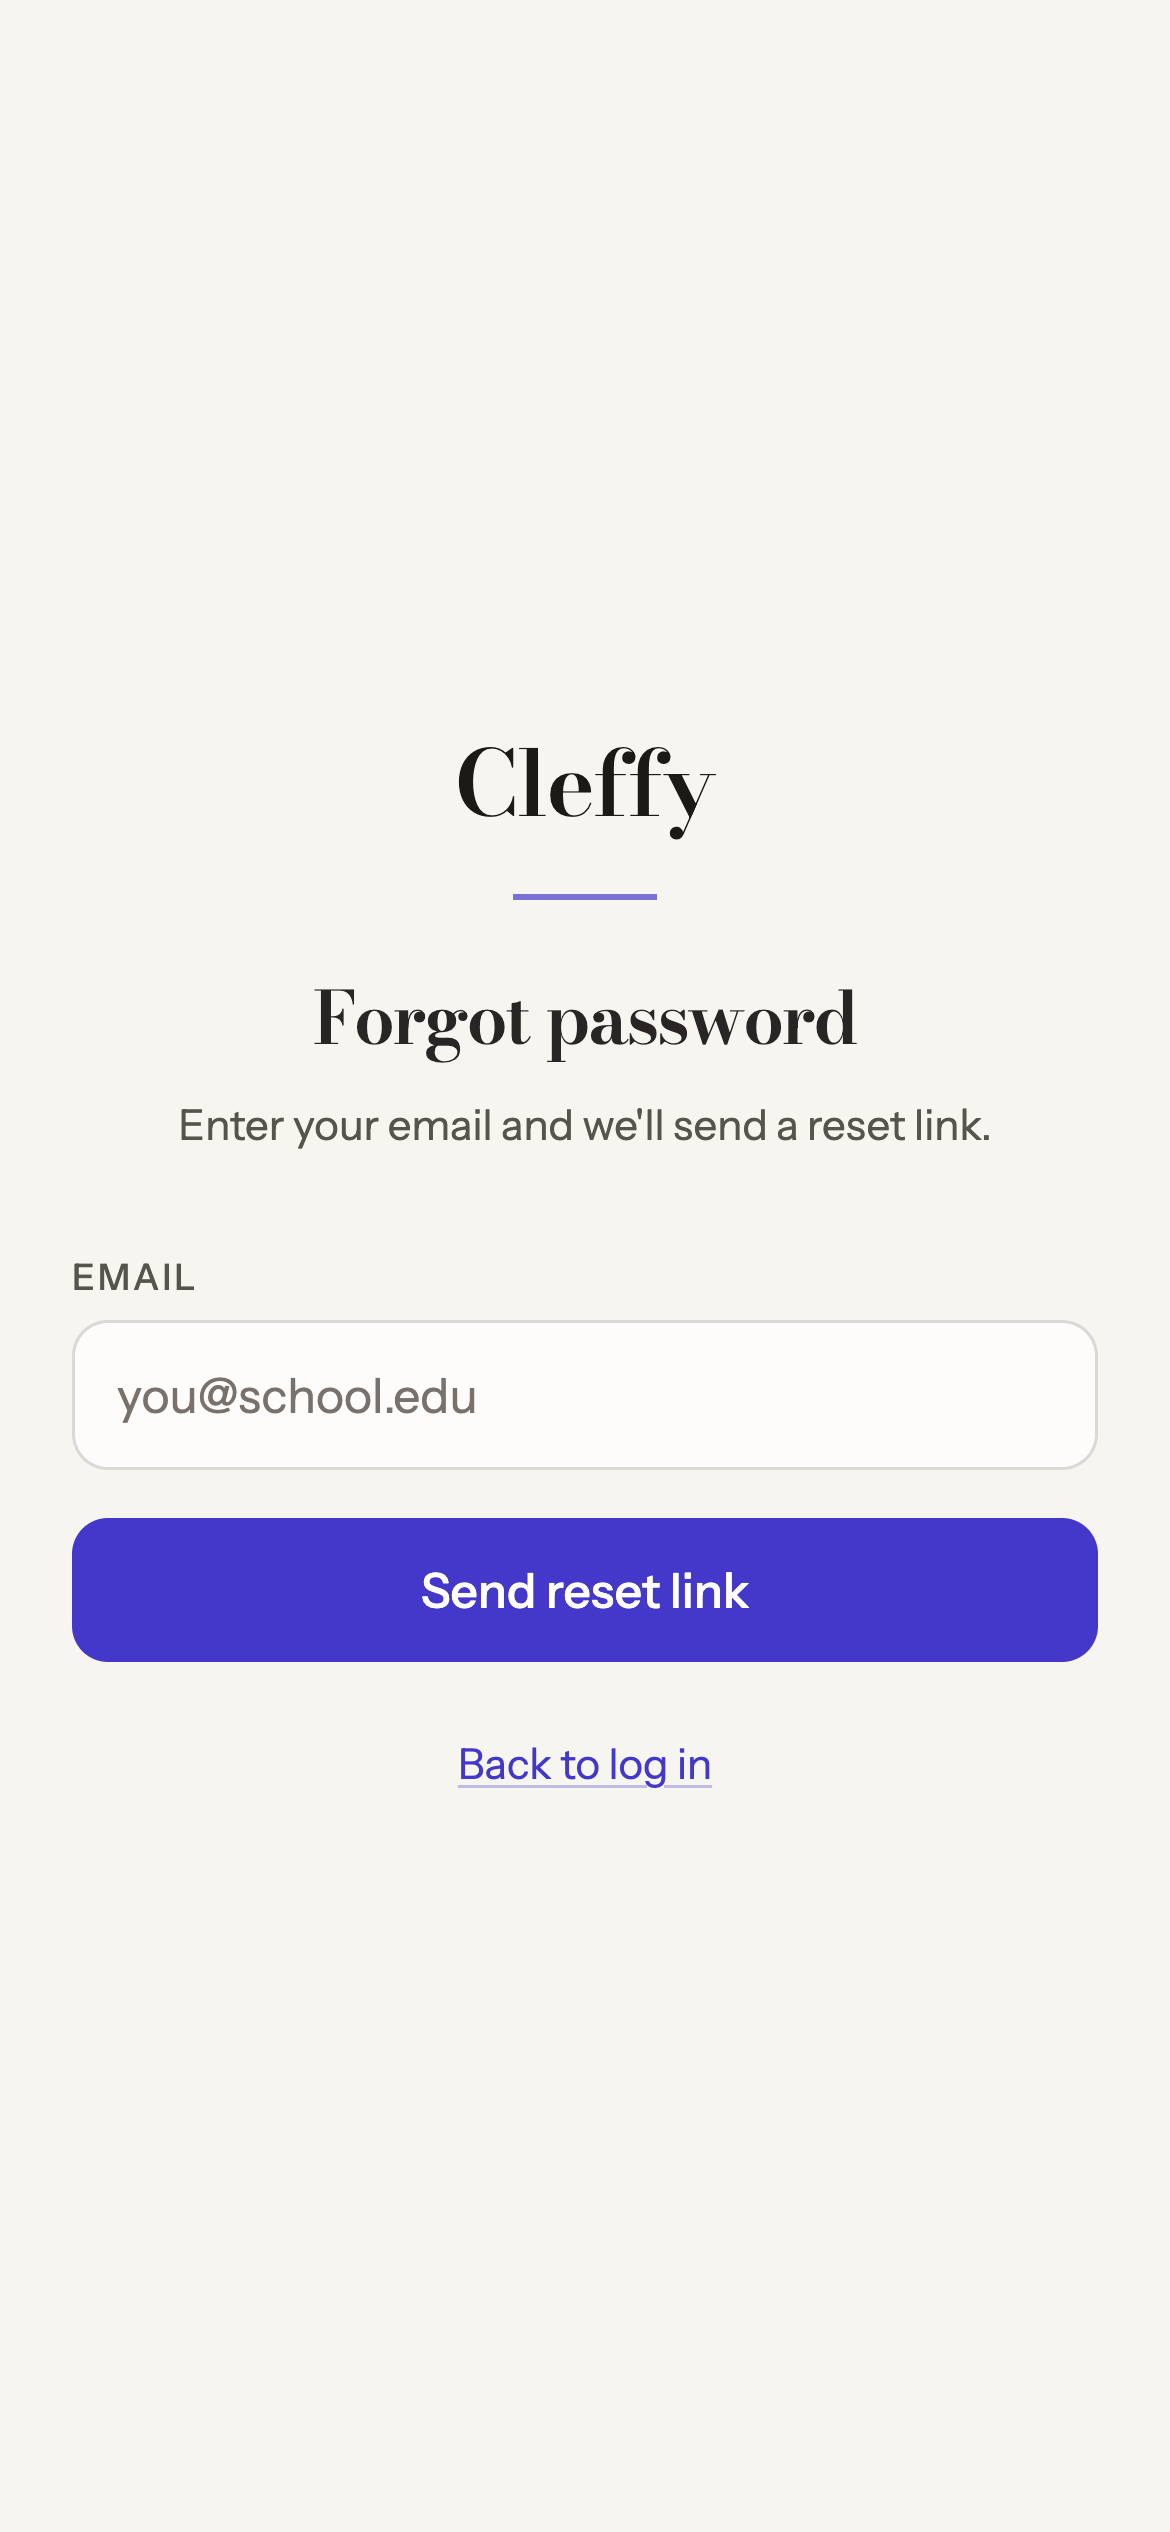 Cleffy
Forgot password
Enter your email and we'll send a reset link.
EMAIL
you@school.edu
Send reset link
Back to log in